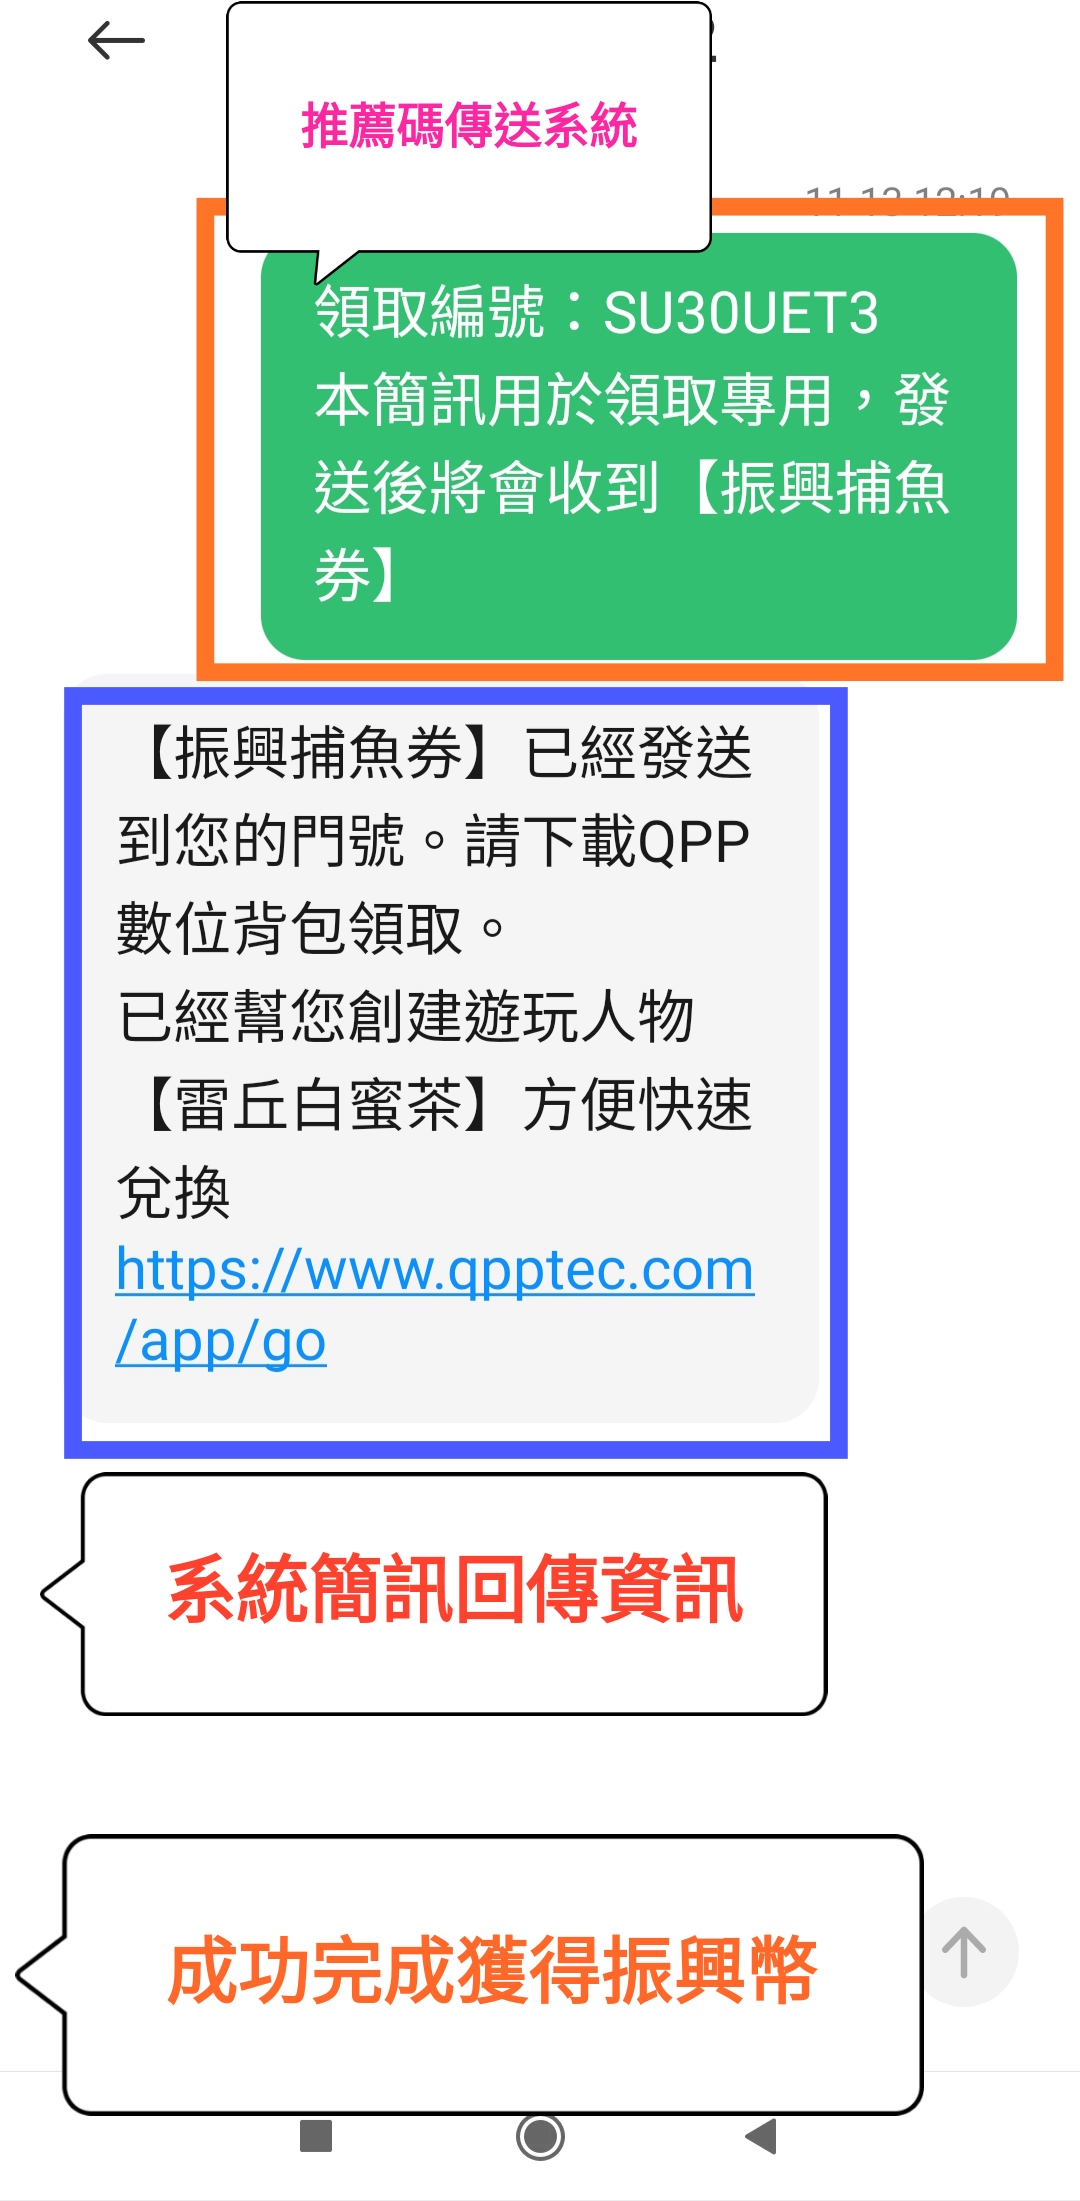 推薦碼傳送系統
領取編號：SU30UET3
本簡訊用於領取專用，發
送後將會收到【振興捕魚
券】
【振興捕魚券】已經發送
到您的門號。請下載QPP
數位背包領取。
已經幫您創建遊玩人物
【雷丘白蜜茶】方便快速
兌換
https://www.qpptec.com
/app/go
系統簡訊回傳資訊
成功完成獲得振興幣